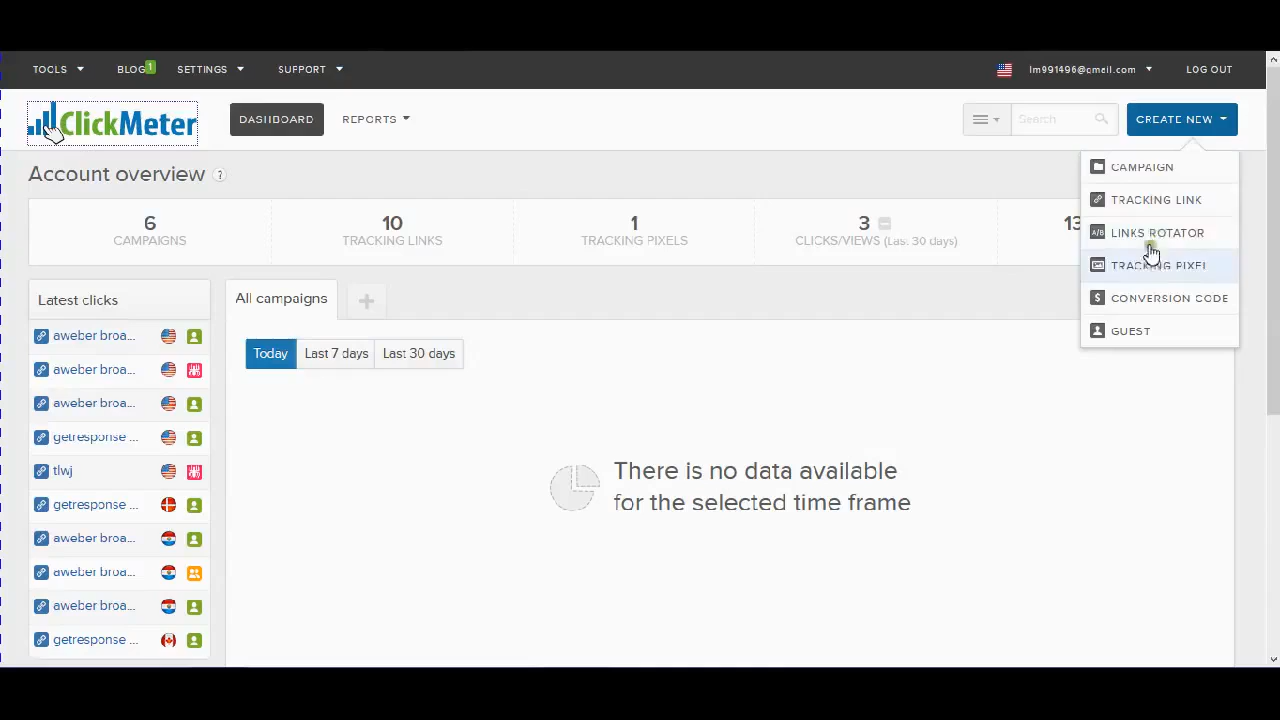 TOOLS
BLOG 1
SETTINGS
SUPPORT
lm991496@gmail.com
LOG OUT
ClickMeter
DASHBOARD
REPORTS
Search
CREATE NEW
Account overview ?
CAMPAIGN
TRACKING LINK
A/B LINKS ROTATOR
TRACKING PIXEL
$ CONVERSION CODE
GUEST
6
CAMPAIGNS
10
TRACKING LINKS
1
TRACKING PIXELS
3
CLICKS/VIEWS (Last 30 days)
13
Latest clicks
aweber broa...
aweber broa...
aweber broa...
getresponse ...
tlwj
getresponse ...
aweber broa...
aweber broa...
aweber broa...
getresponse ...
All campaigns
+
Today
Last 7 days
Last 30 days
There is no data available
for the selected time frame